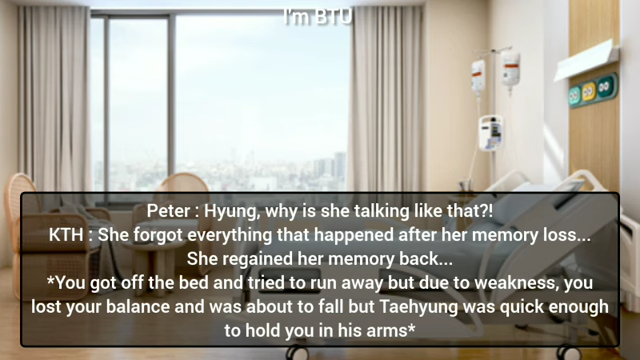 I'm BTU
Peter : Hyung, why is she talking like that?!
KTH : She forgot everything that happened after her memory loss...
She regained her memory back...
*You got off the bed and tried to run away but due to weakness, you
lost your balance and was about to fall but Taehyung was quick enough
to hold you in his arms*